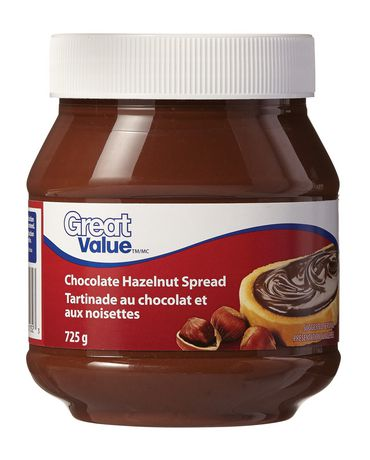 Great
Value
TM/MC
Chocolate Hazelnut Spread
Tartinade au chocolat et
aux noisettes
725 g